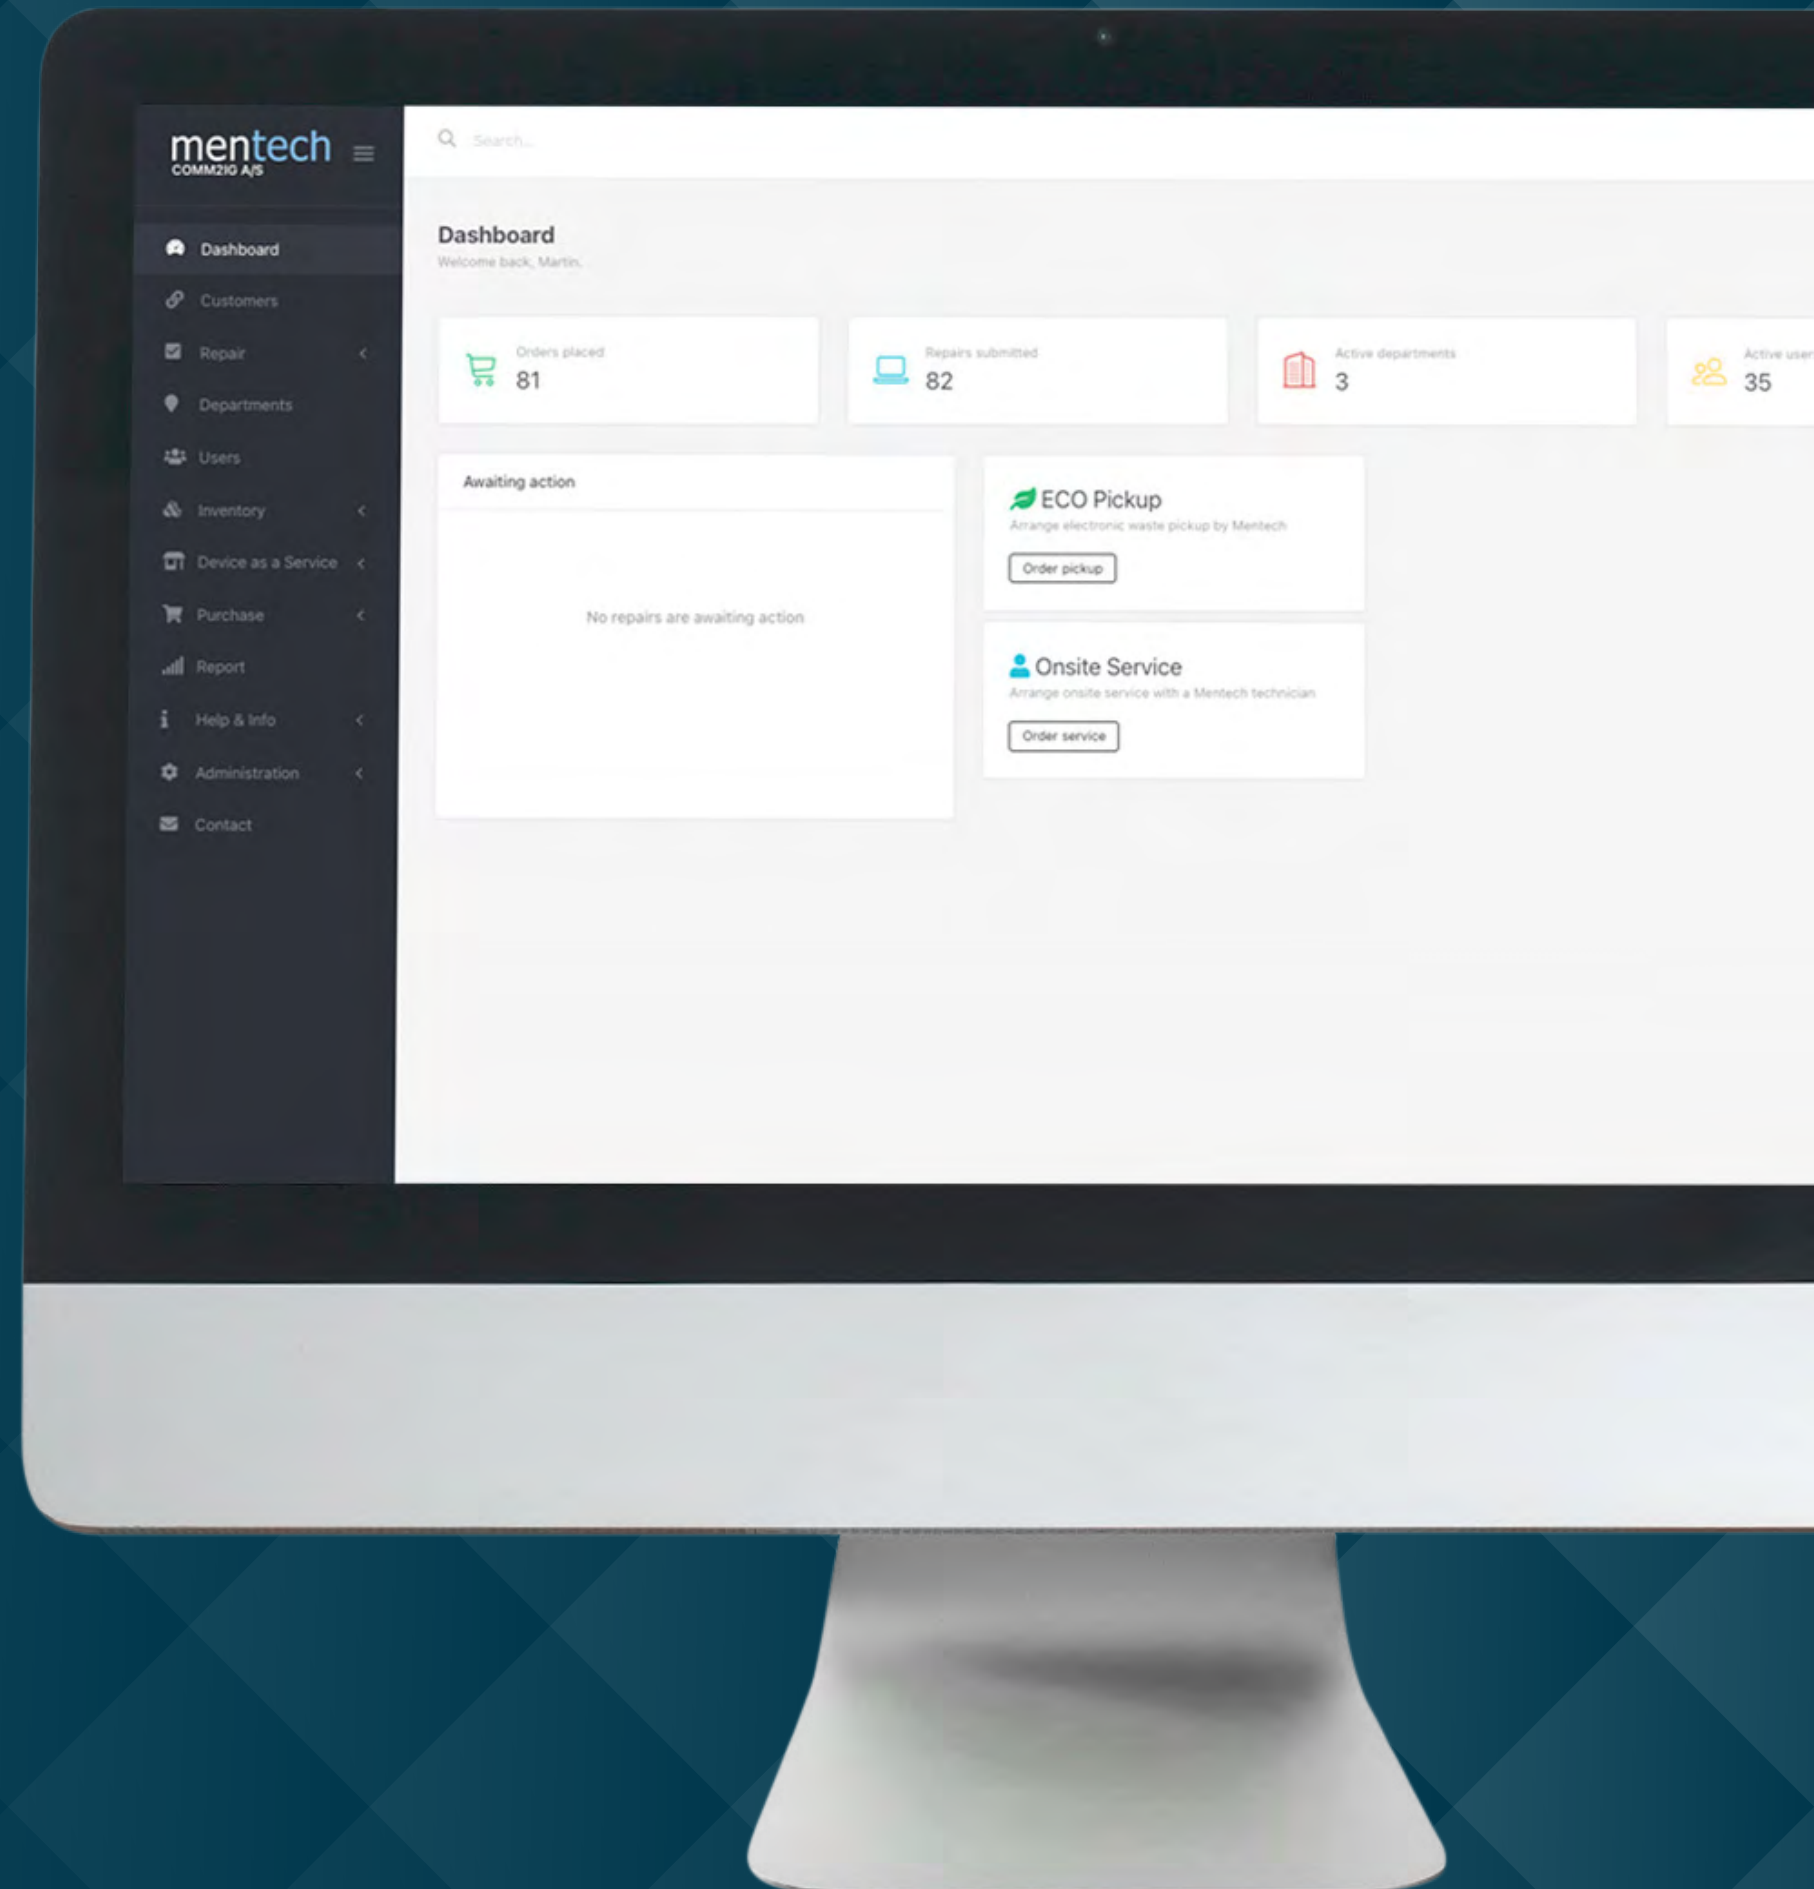 mentech
COMM2IG A/S
Search...
Dashboard
Customers
Repair
Departments
Users
Inventory
Device as a Service
Purchase
Report
Help & Info
Administration
Contact
Dashboard
Welcome back, Martin.
Orders placed
81
Repairs submitted
82
Active departments
3
Active user
35
Awaiting action
No repairs are awaiting action
ECO Pickup
Arrange electronic waste pickup by Mentech
Order pickup
Onsite Service
Arrange onsite service with a Mentech technician
Order service